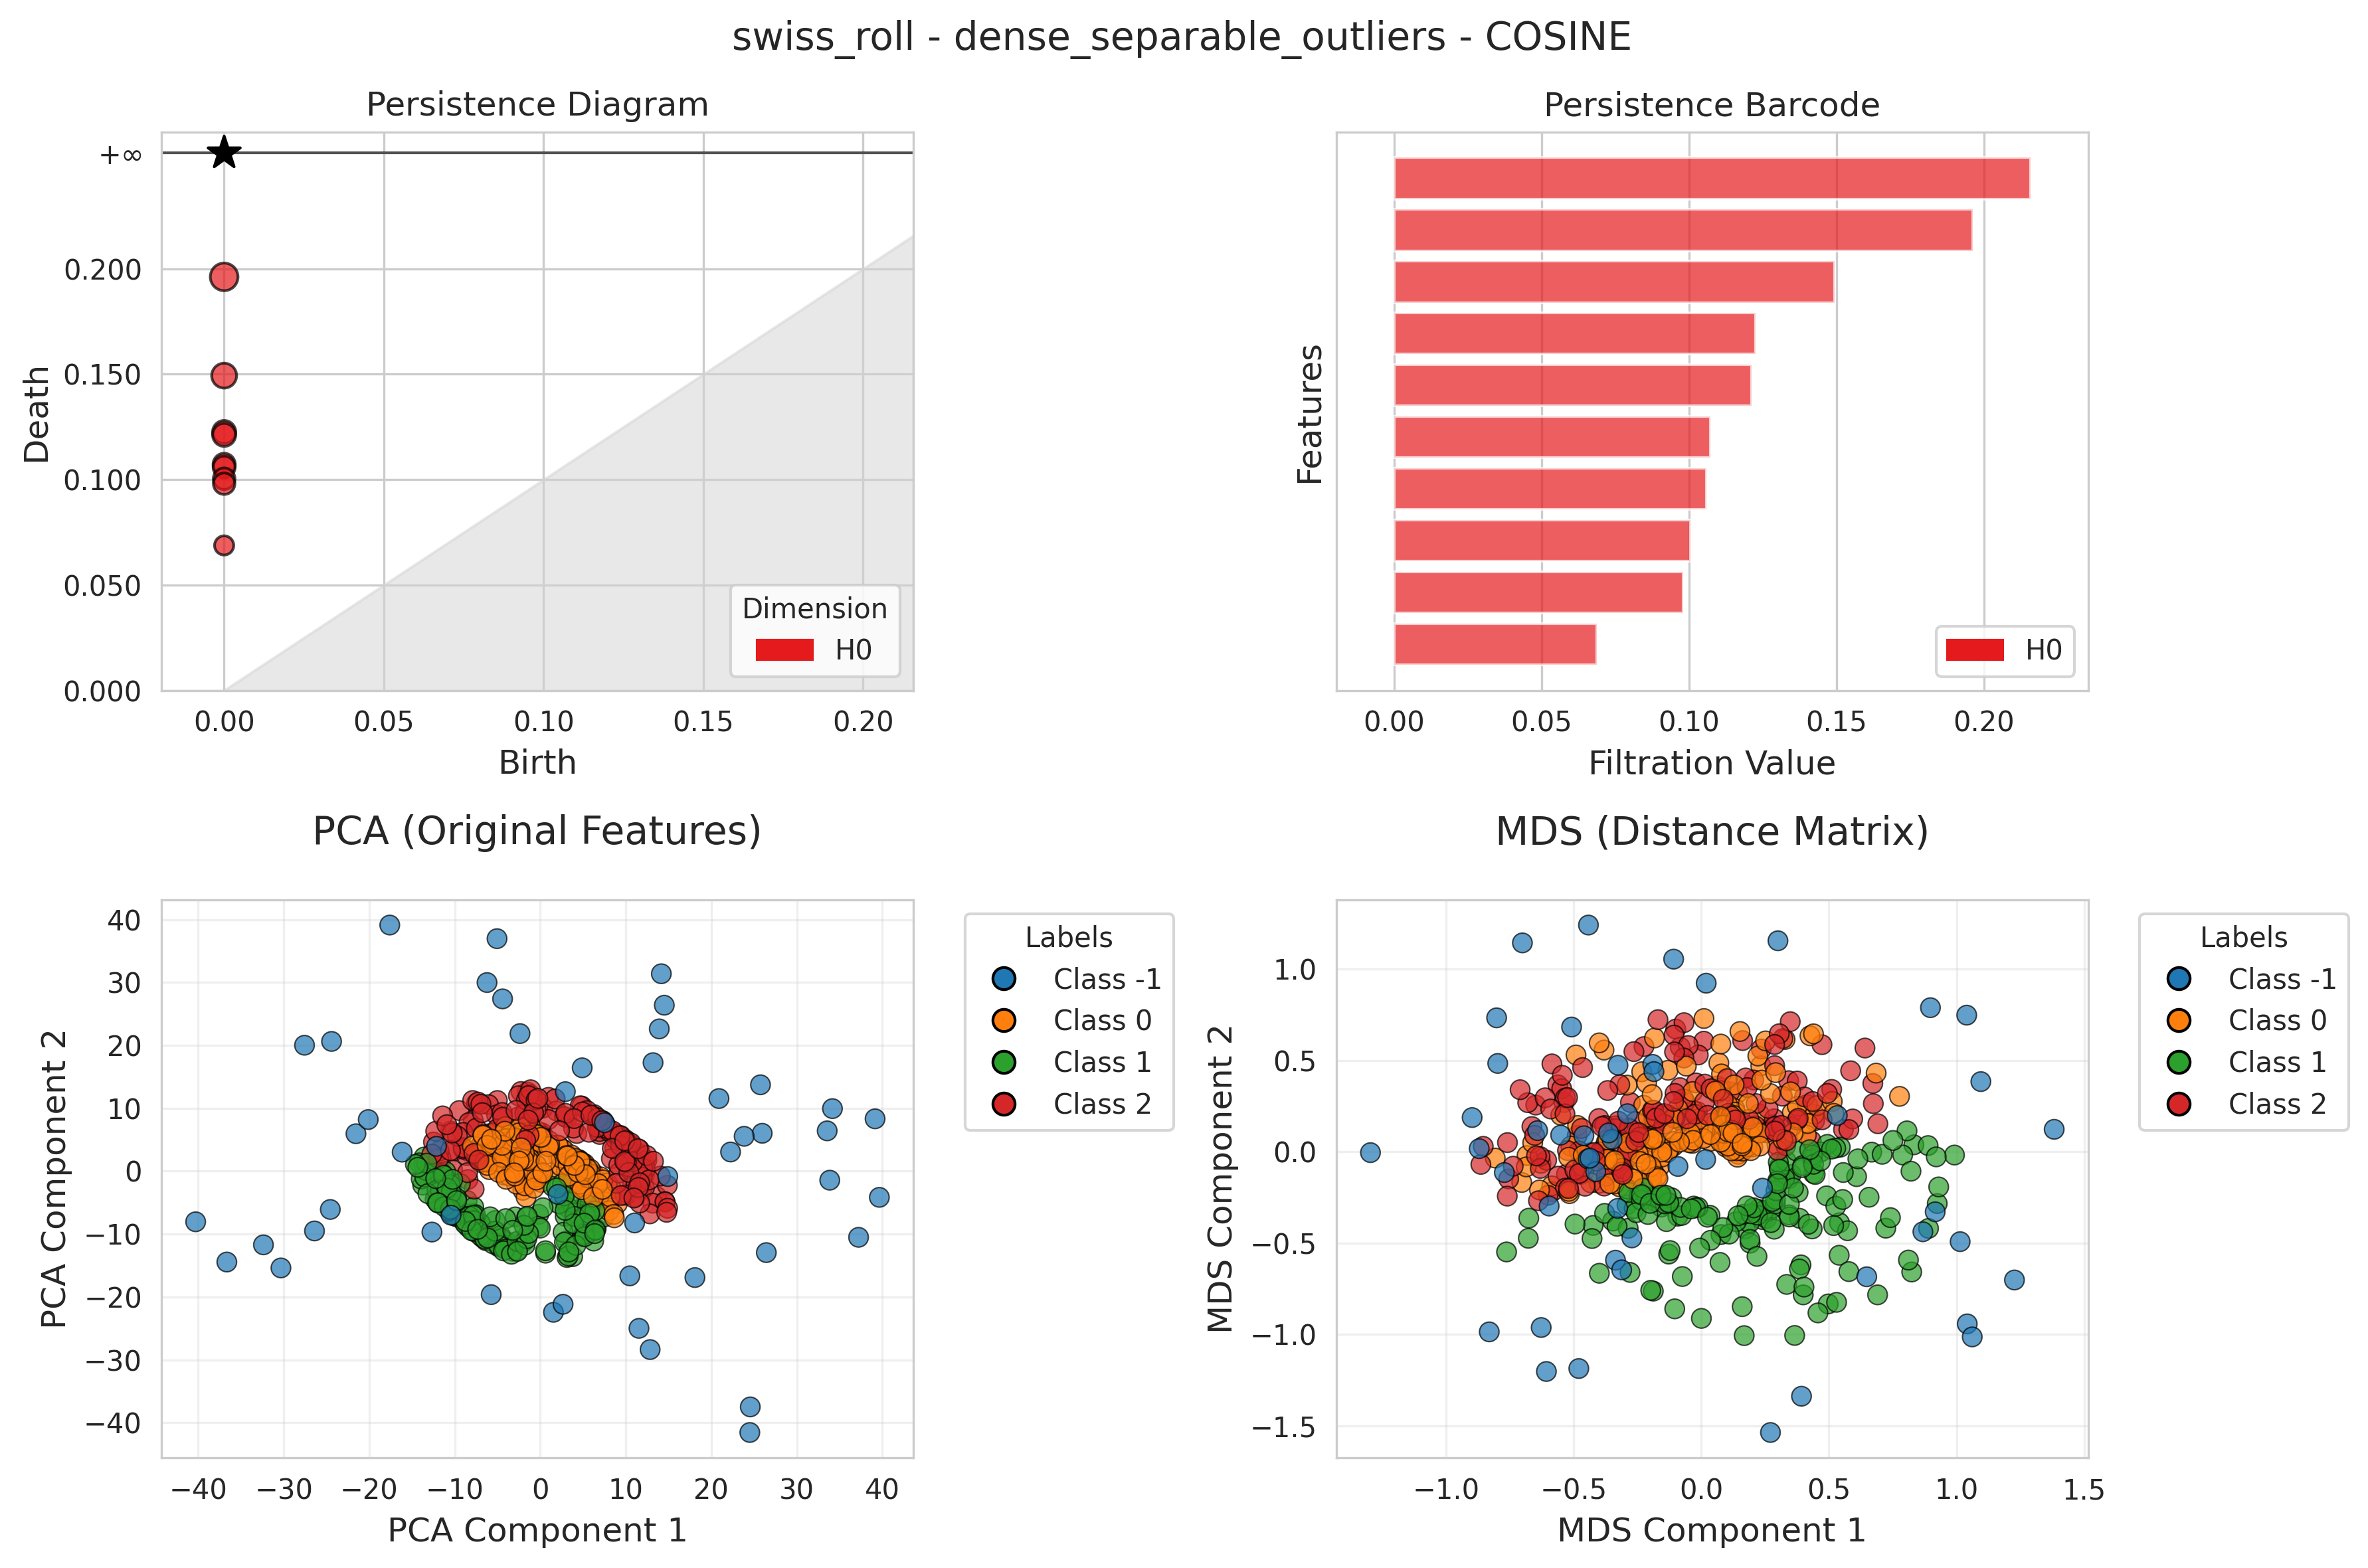 swiss_roll - dense_separable_outliers - COSINE
Persistence Diagram
+∞
0.200
0.150
0.100
0.050
0.000
Death
0.00 0.05 0.10 0.15 0.20
Birth
Dimension
H0
Persistence Barcode
Features
0.00 0.05 0.10 0.15 0.20
Filtration Value
H0
PCA (Original Features)
40
30
20
10
0
−10
−20
−30
−40
PCA Component 2
−40 −30 −20 −10 0 10 20 30 40
PCA Component 1
Labels
Class -1
Class 0
Class 1
Class 2
MDS (Distance Matrix)
1.0
0.5
0.0
−0.5
−1.0
−1.5
MDS Component 2
−1.0 −0.5 0.0 0.5 1.0 1.5
MDS Component 1
Labels
Class -1
Class 0
Class 1
Class 2